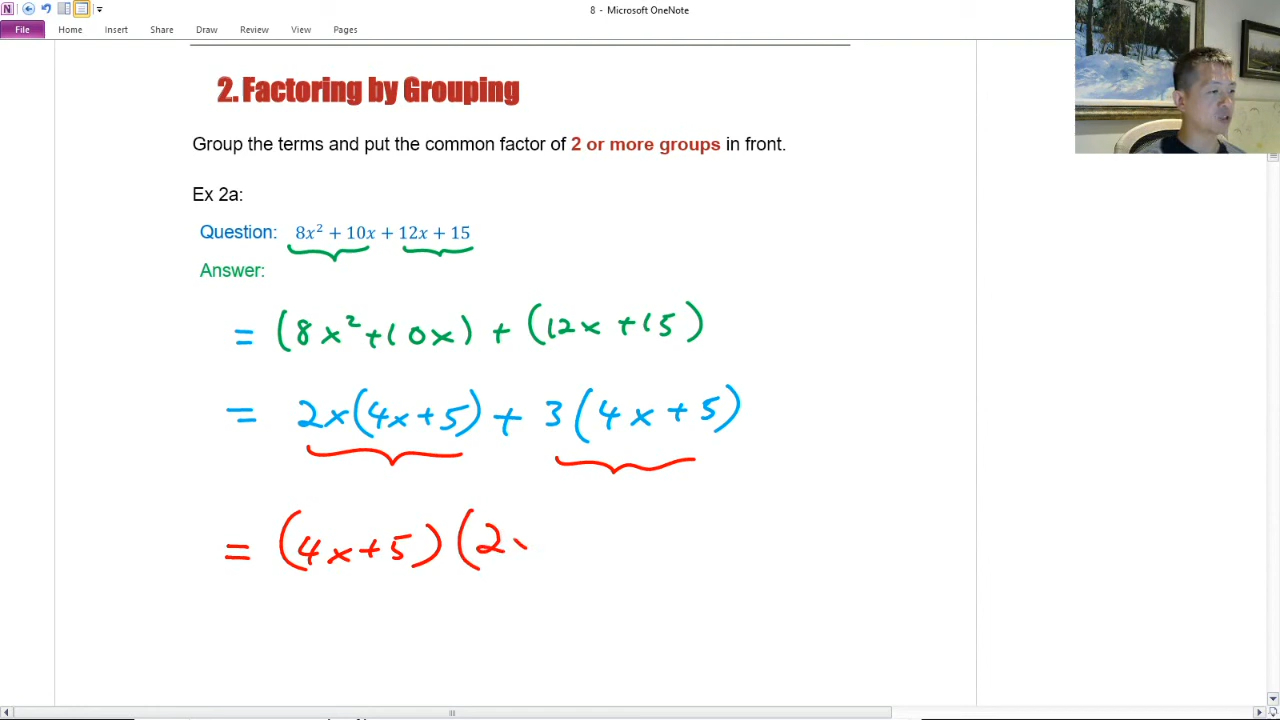 8 - Microsoft OneNote
File Home Insert Share Draw Review View Pages
2. Factoring by Grouping
Group the terms and put the common factor of 2 or more groups in front.
Ex 2a:
Question: 8x² + 10x + 12x + 15
Answer:
= (8x²+10x) + (12x+15)
= 2x(4x+5) + 3(4x+5)
= (4x+5)(2